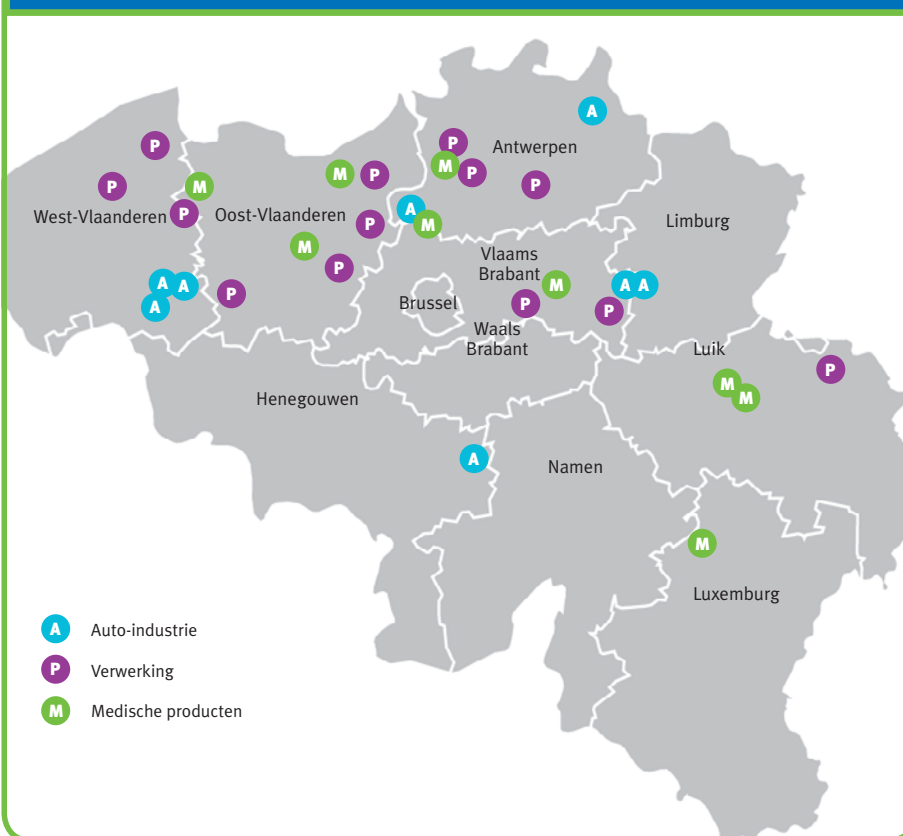 A
P
P
M
Antwerpen
M
P
M
P
P
P
M
Limburg
West-Vlaanderen
P
Oost-Vlaanderen
A
M
P
M
Vlaams
Brabant
P
A
A
A
P
Brussel
M
P
A
A
P
Waals
Brabant
Luik
P
M
M
Henegouwen
A
Namen
M
Luxemburg
A Auto-industrie
P Verwerking
M Medische producten